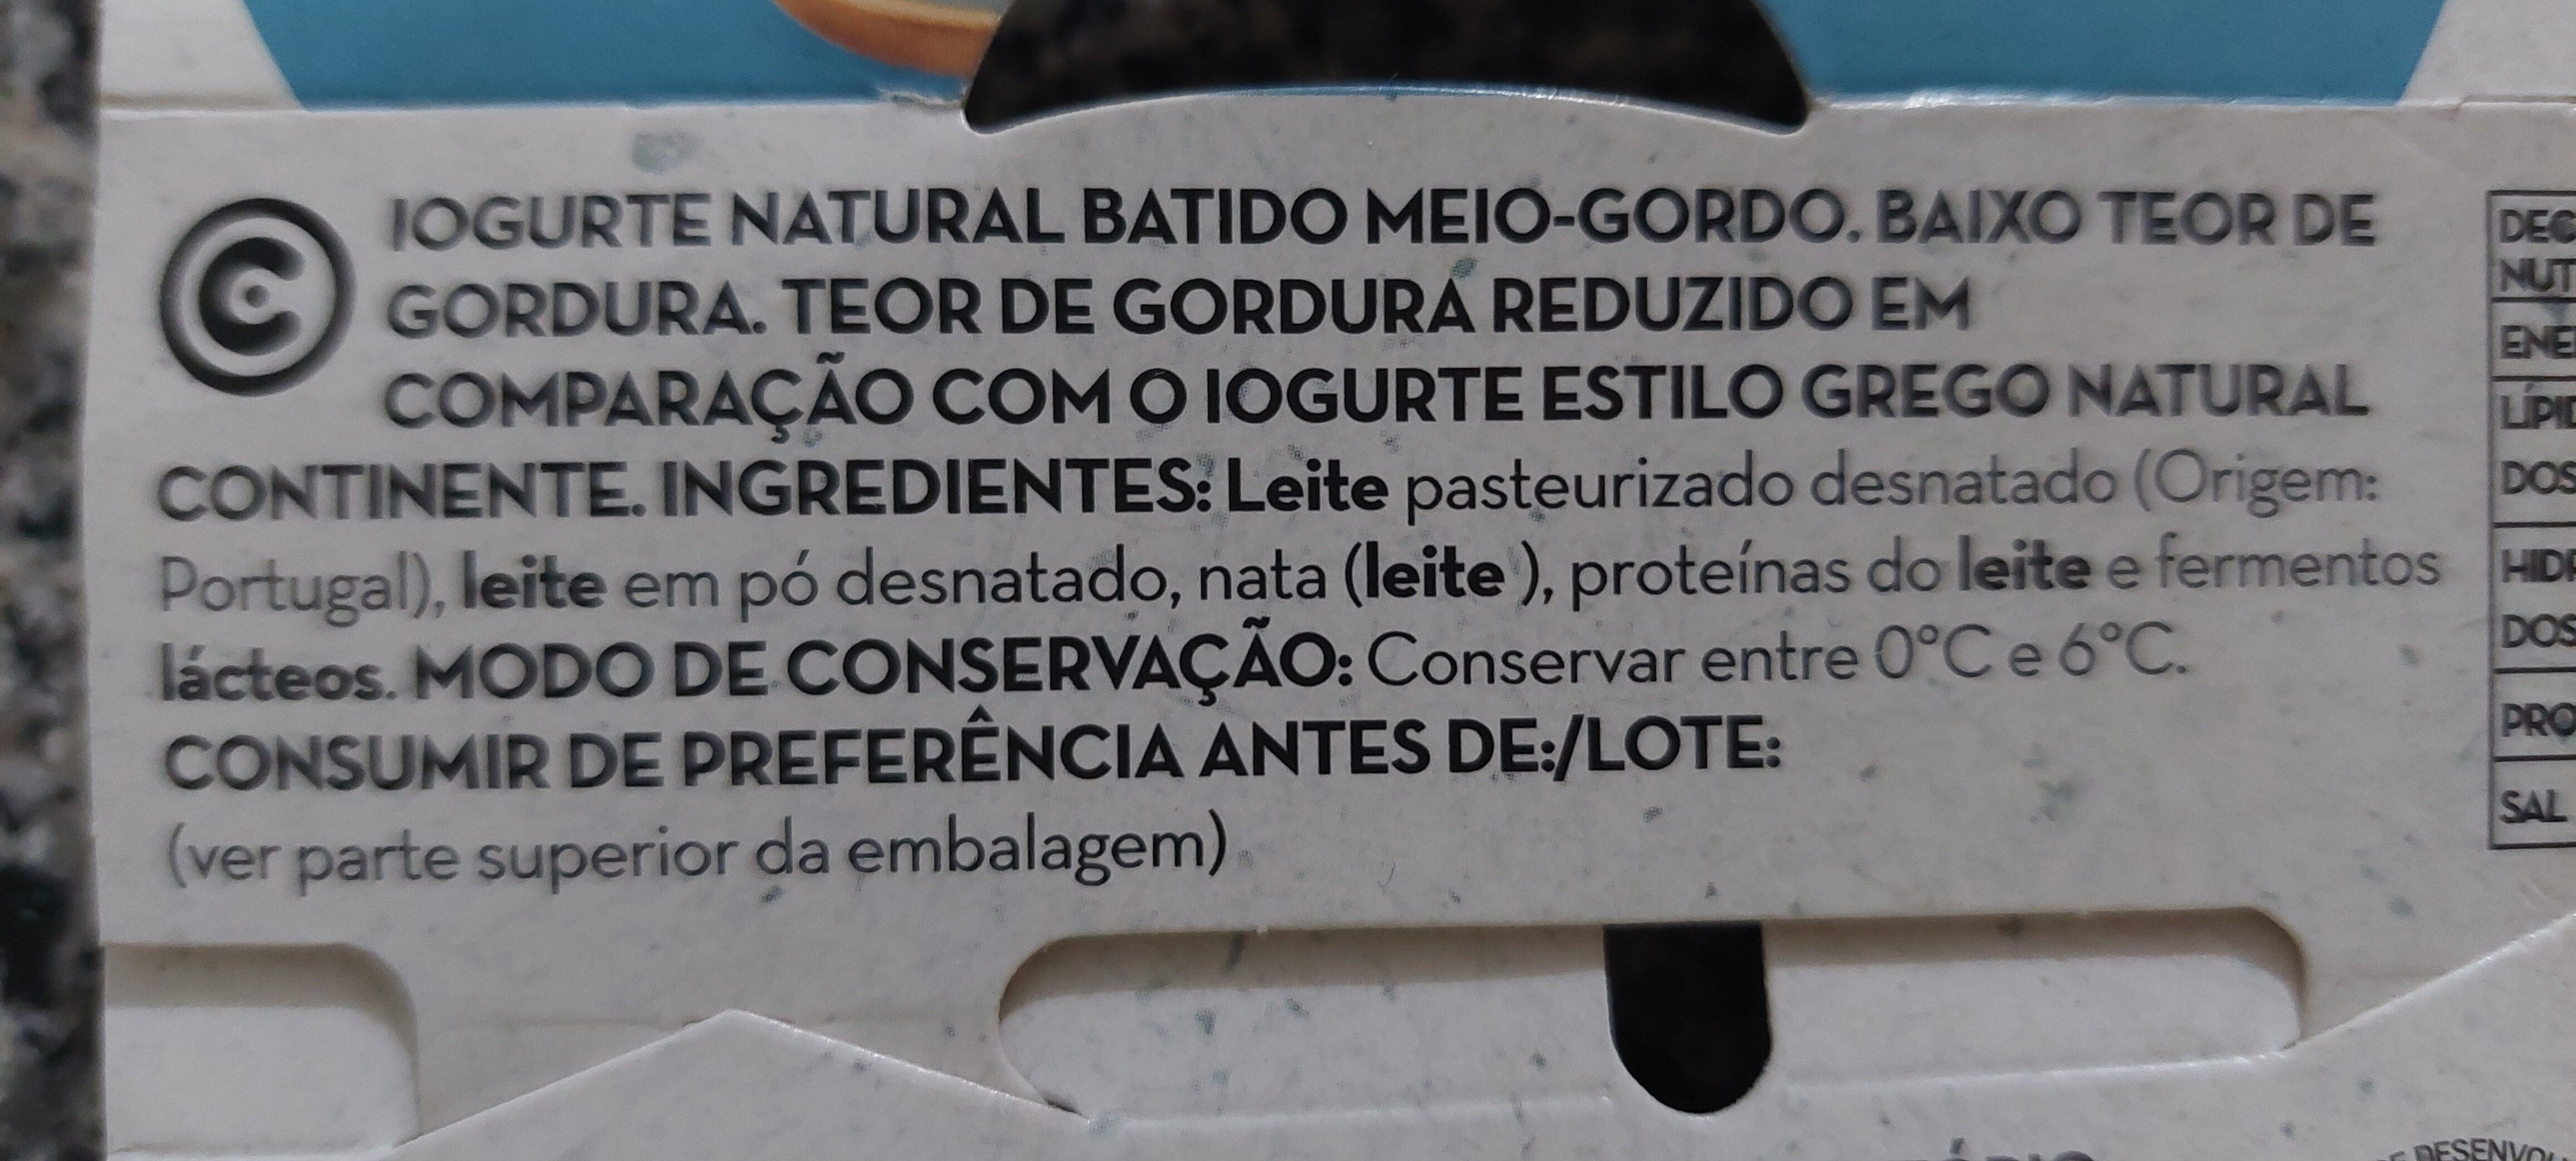 IOGURTE NATURAL BATIDO MEIO-GORDO. BAIXO TEOR DE
GORDURA. TEOR DE GORDURA REDUZIDO EM
COMPARAÇÃO COM O IOGURTE ESTILO GREGO NATURAL
CONTINENTE. INGREDIENTES: Leite pasteurizado desnatado (Origem:
Portugal), leite em pó desnatado, nata (leite ), proteínas do leite e fermentos
lácteos. MODO DE CONSERVAÇÃO: Conservar entre 0°C e 6°C.
CONSUMIR DE PREFERÊNCIA ANTES DE:/LOTE:
(ver parte superior da embalagem)
SAL